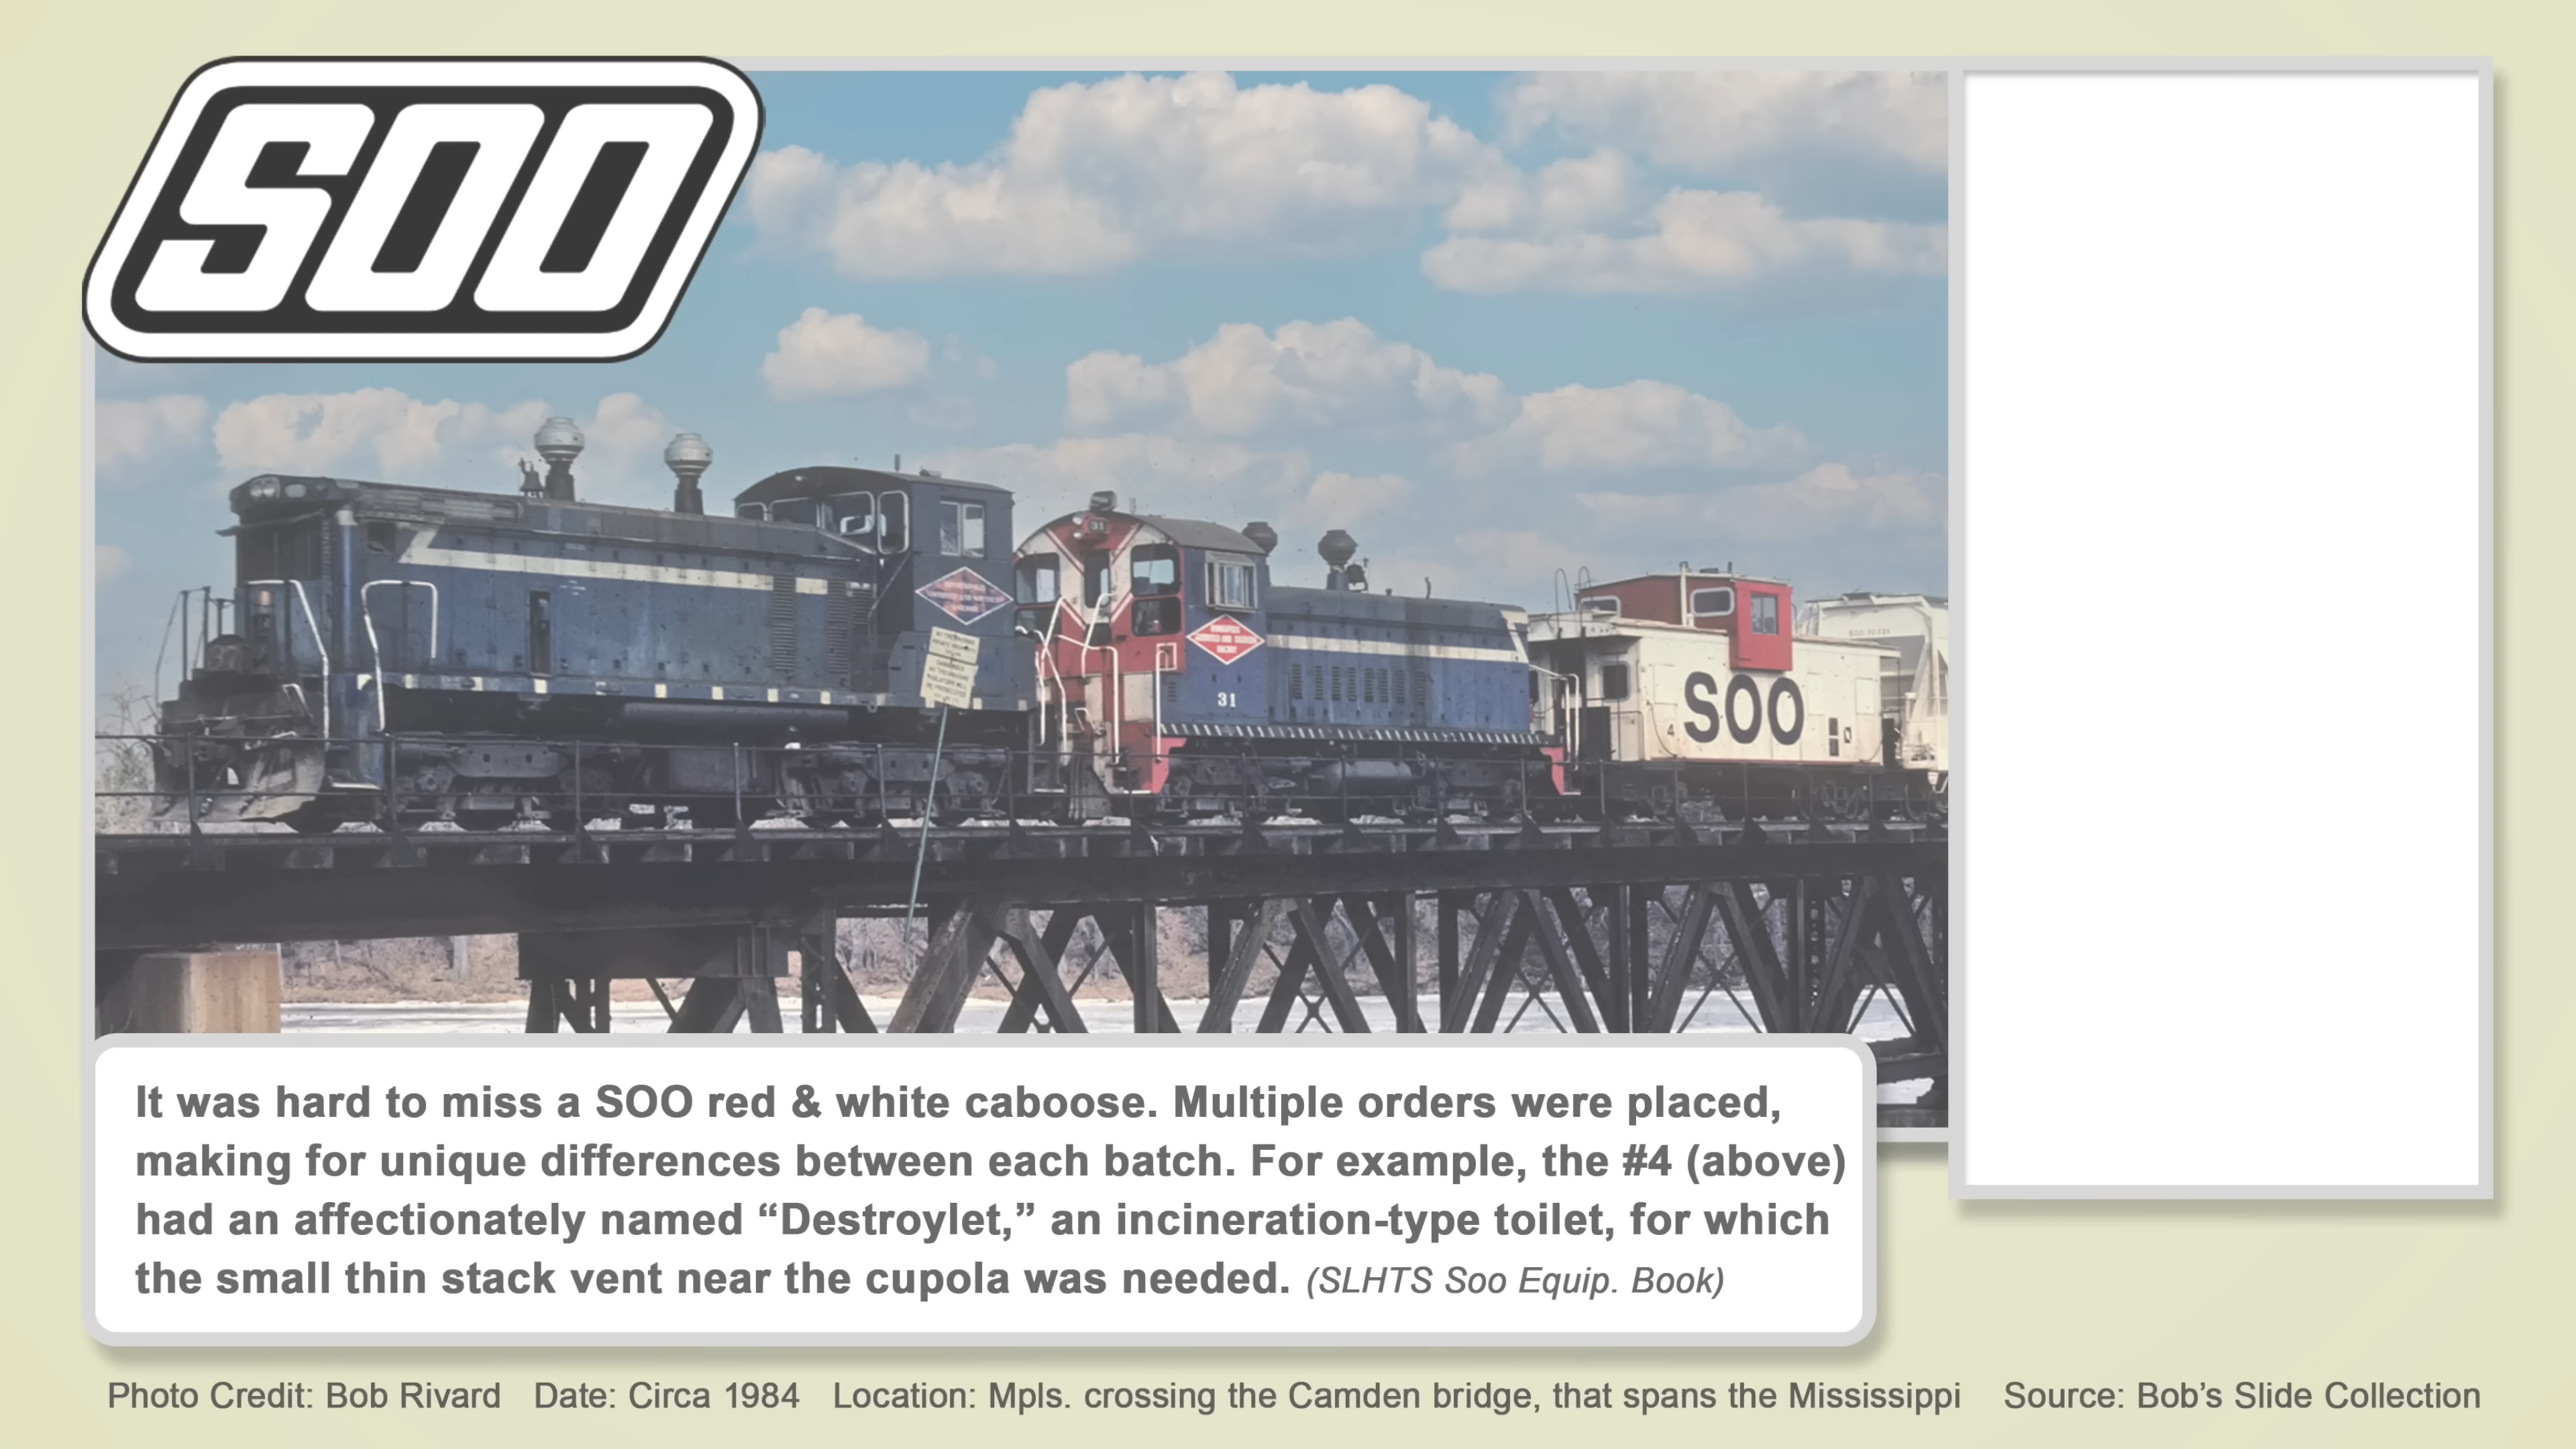 SOO
31
31
4
SOO
It was hard to miss a SOO red & white caboose. Multiple orders were placed,
making for unique differences between each batch. For example, the #4 (above)
had an affectionately named “Destroylet,” an incineration-type toilet, for which
the small thin stack vent near the cupola was needed. (SLHTS Soo Equip. Book)
Photo Credit: Bob Rivard Date: Circa 1984 Location: Mpls. crossing the Camden bridge, that spans the Mississippi Source: Bob’s Slide Collection